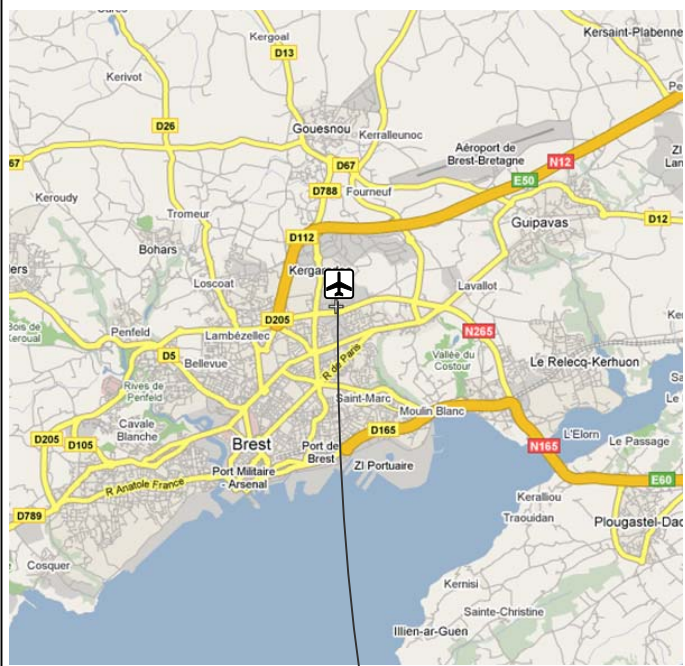 Kersaint-Plabenne
Kergoal
D13
Kerivot
D26
Gouesnou
Kerralleunoc
Aéroport de
Brest-Bretagne
N12
ZI
67
D67
E50
Keroudy
D788
Fourneuf
Tromeur
Guipavas
D12
D112
Bohars
Loscoat
Lavallot
D205
N265
Penfeld
Lambézellec
D5
Bellevue
R de Paris
Vallée du
Costour
Le Relecq-Kerhuon
Rives de
Penfeld
Saint-Marc
Moulin Blanc
Cavale
Blanche
D205
D105
Brest
Port de
Brest
D165
L'Elorn
Le Passage
N165
ZI Portuaire
Port Militaire
- Arsenal
E60
R Anatole France
Keralliou
Traouidan
D789
Plougastel-Dao
Cosquer
Kernisi
Sainte-Christine
Illien-ar-Guen